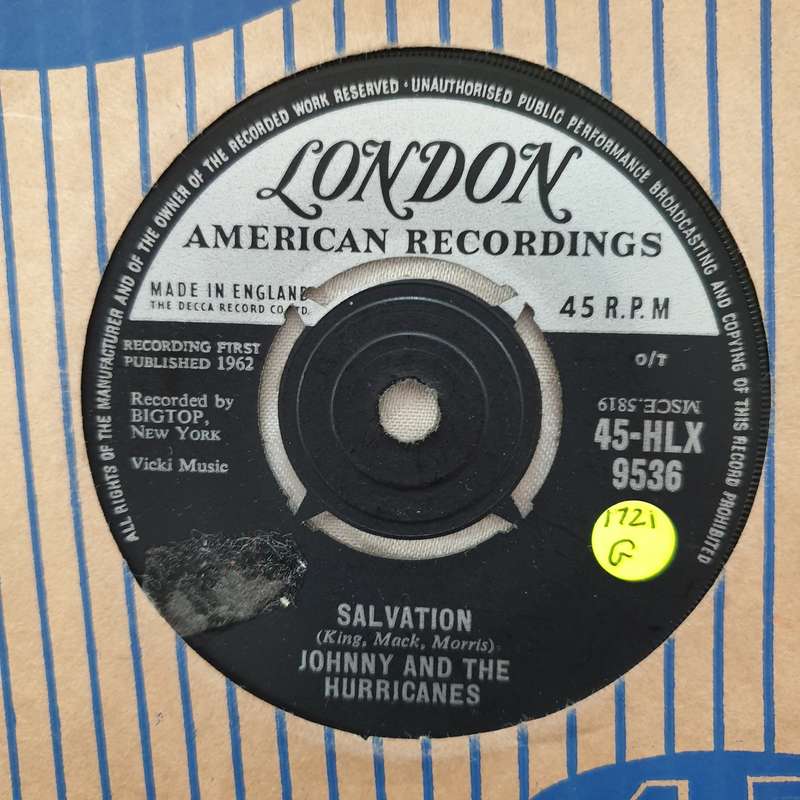 ALL RIGHTS OF THE MANUFACTURER AND OF THE OWNER OF THE RECORDED WORK RESERVED · UNAUTHORISED PUBLIC PERFORMANCE BROADCASTING AND COPYING OF THIS RECORD PROHIBITED
LONDON
AMERICAN RECORDINGS
MADE IN ENGLAND
THE DECCA RECORD CO LTD
45 R.P.M
RECORDING FIRST
PUBLISHED 1962
O/T
Recorded by
BIGTOP,
NEW YORK
Vicki Music
MSCE.5819
45-HLX
9536
1721
G
SALVATION
(King, Mack, Morris)
JOHNNY AND THE
HURRICANES